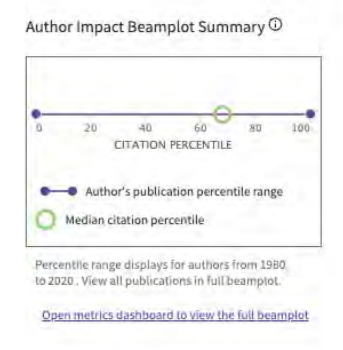 Author Impact Beamplot Summary ⓘ
0 20 40 60 80 100
CITATION PERCENTILE
Author's publication percentile range
Median citation percentile
Percentile range displays for authors from 1980
to 2020 . View all publications in full beamplot.
Open metrics dashboard to view the full beamplot